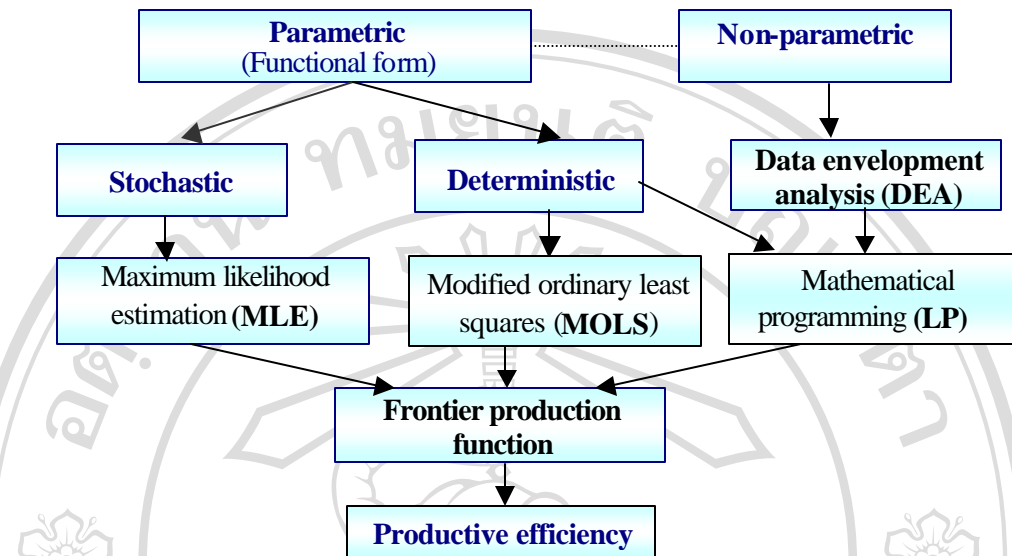 Parametric
(Functional form)
Non-parametric
Stochastic
Deterministic
Data envelopment
analysis (DEA)
Maximum likelihood
estimation (MLE)
Modified ordinary least
squares (MOLS)
Mathematical
programming (LP)
Frontier production
function
Productive efficiency